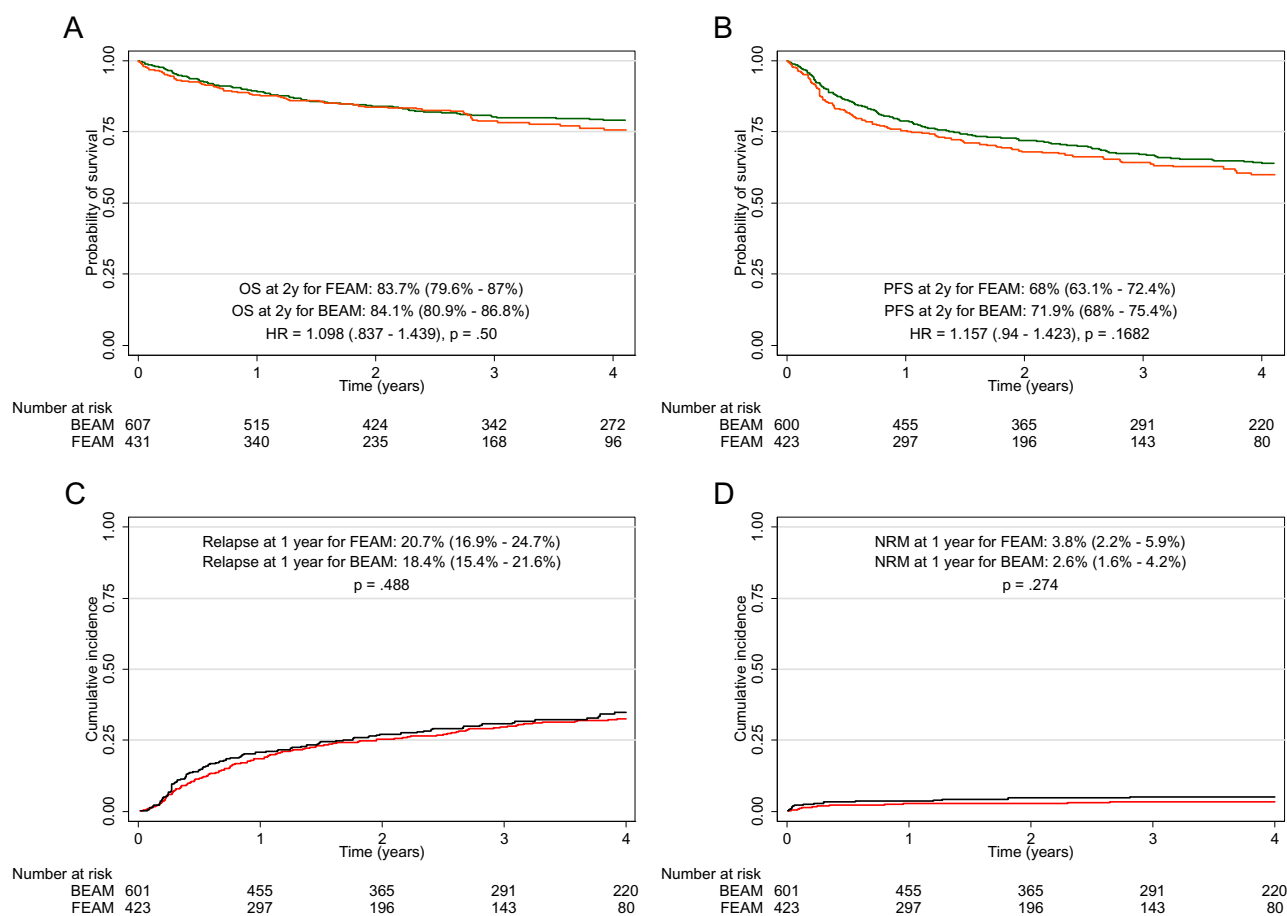 A
Probability of survival
1.00
0.75
0.50
0.25
0.00
OS at 2y for FEAM: 83.7% (79.6% - 87%)
OS at 2y for BEAM: 84.1% (80.9% - 86.8%)
HR = 1.098 (.837 - 1.439), p = .50
0 1 2 3 4
Time (years)
Number at risk
BEAM 607 515 424 342 272
FEAM 431 340 235 168 96
B
Probability of survival
1.00
0.75
0.50
0.25
0.00
PFS at 2y for FEAM: 68% (63.1% - 72.4%)
PFS at 2y for BEAM: 71.9% (68% - 75.4%)
HR = 1.157 (.94 - 1.423), p = .1682
0 1 2 3 4
Time (years)
Number at risk
BEAM 600 455 365 291 220
FEAM 423 297 196 143 80
C
Cumulative incidence
1.00
0.75
0.50
0.25
0.00
Relapse at 1 year for FEAM: 20.7% (16.9% - 24.7%)
Relapse at 1 year for BEAM: 18.4% (15.4% - 21.6%)
p = .488
0 1 2 3 4
Time (years)
Number at risk
BEAM 601 455 365 291 220
FEAM 423 297 196 143 80
D
Cumulative incidence
1.00
0.75
0.50
0.25
0.00
NRM at 1 year for FEAM: 3.8% (2.2% - 5.9%)
NRM at 1 year for BEAM: 2.6% (1.6% - 4.2%)
p = .274
0 1 2 3 4
Time (years)
Number at risk
BEAM 601 455 365 291 220
FEAM 423 297 196 143 80